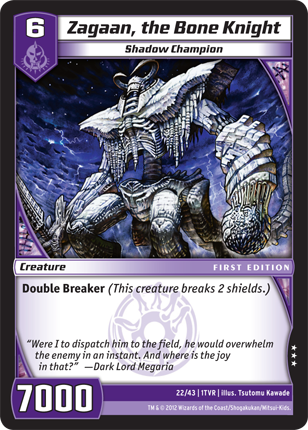 6
Zagaan, the Bone Knight
Shadow Champion
Creature
FIRST EDITION
Double Breaker (This creature breaks 2 shields.)
“Were I to dispatch him to the field, he would overwhelm
the enemy in an instant. And where is the joy
in that?” —Dark Lord Megaria
7000
22/43 | 1TVR | Illus. Tsutomu Kawade
TM & © 2012 Wizards of the Coast/Shogakukan/Mitsui-Kids.